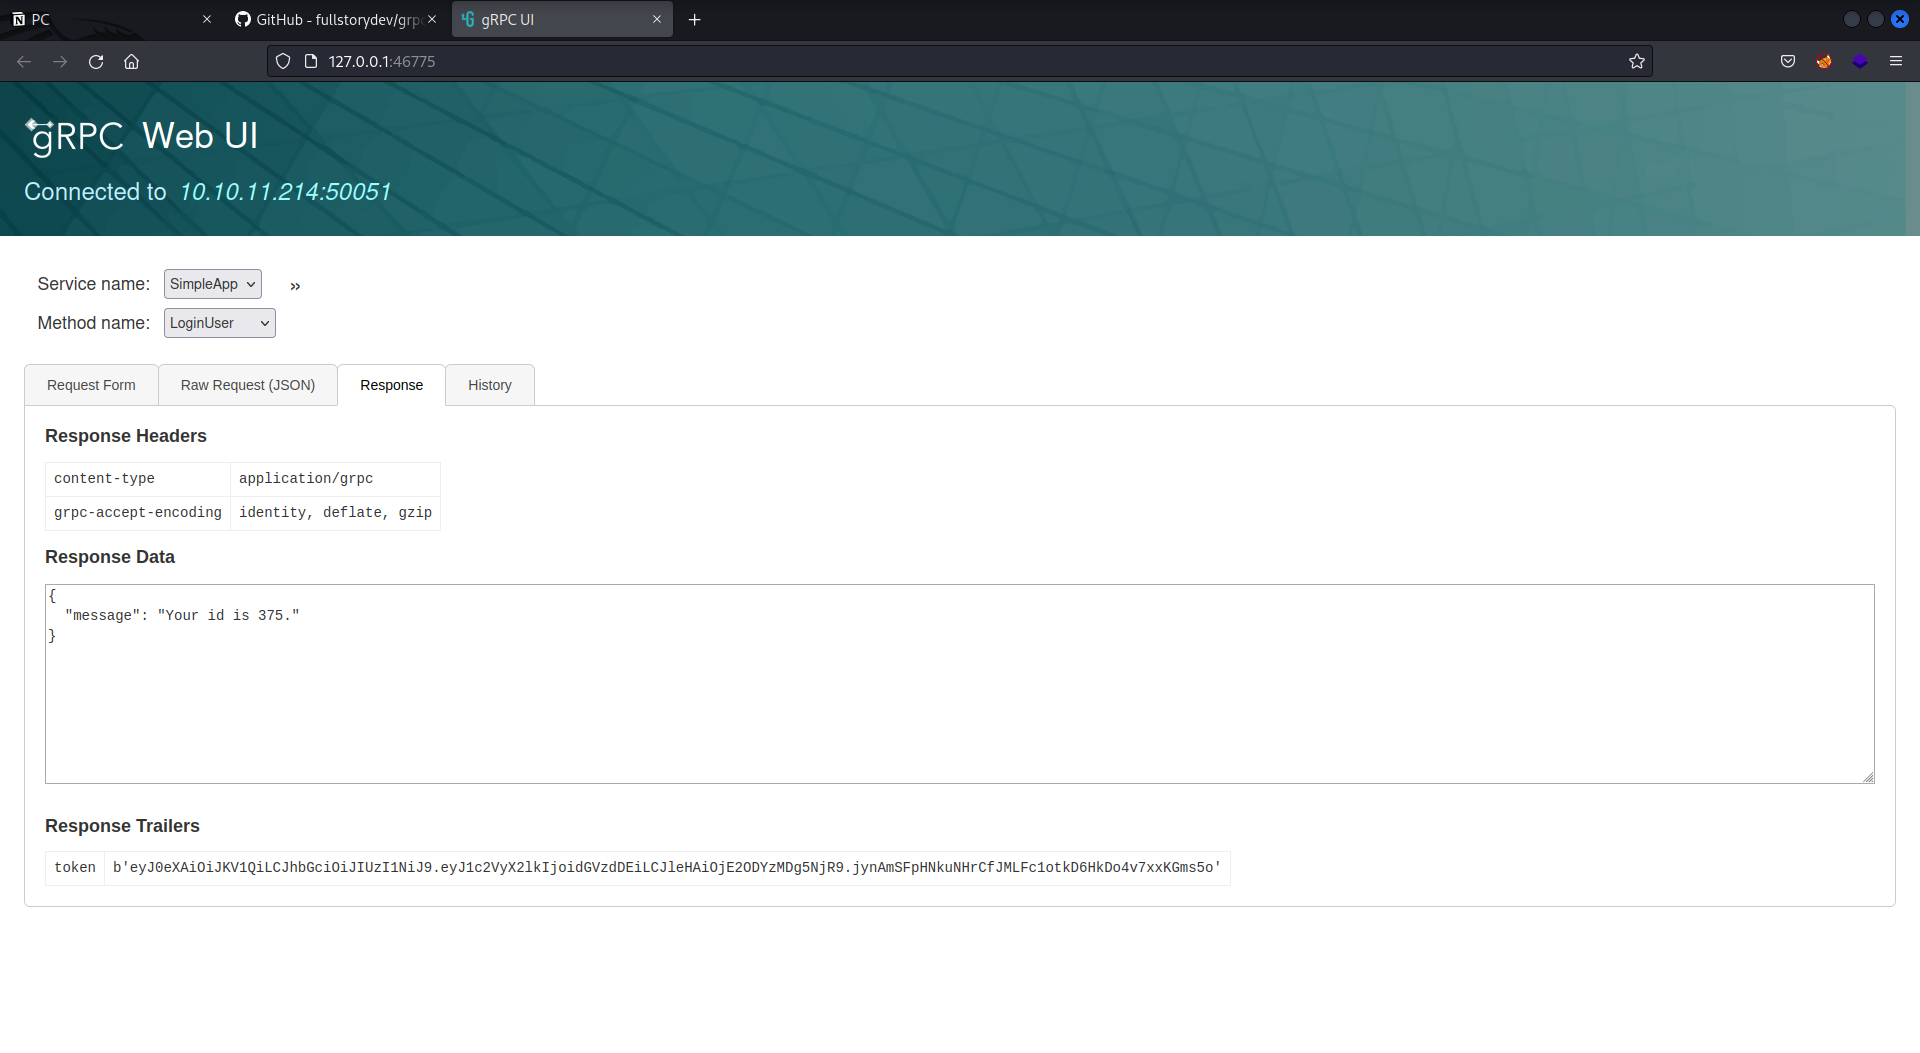 PC
GitHub - fullstorydev/grpc
gRPC UI
127.0.0.1:46775
gRPC Web UI
Connected to 10.10.11.214:50051
Service name: SimpleApp »
Method name: LoginUser
Request Form Raw Request (JSON) Response History
Response Headers
content-type application/grpc
grpc-accept-encoding identity, deflate, gzip
Response Data
{
"message": "Your id is 375."
}
Response Trailers
token b'eyJ0eXAiOiJKV1QiLCJhbGciOiJIUzI1NiJ9.eyJ1c2VyX2lkIjoidGVzdDEiLCJleHAiOjE2ODYzMDg5NjR9.jynAmSFpHNkuNHrCfJMLFc1otkD6HkDo4v7xxKGms5o'